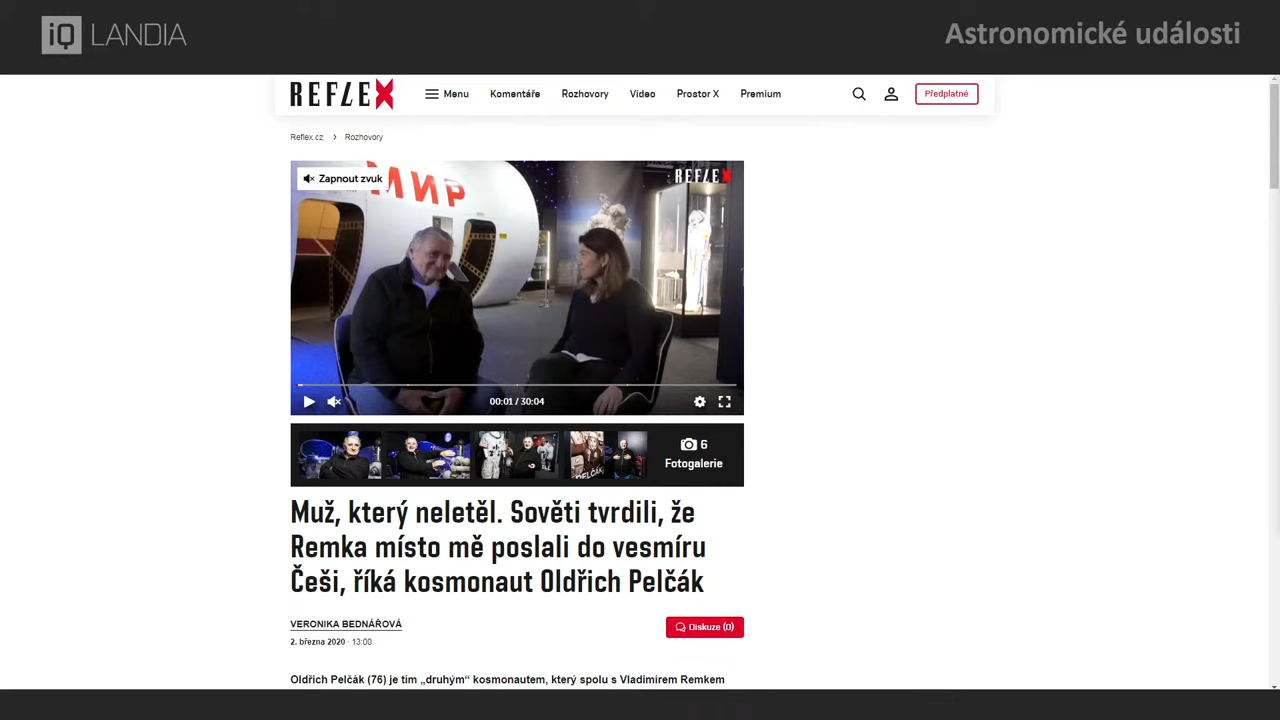 iQ LANDIA
Astronomické události
REFLEX
Menu
Komentáře
Rozhovory
Video
Prostor X
Premium
Předplatné
Reflex.cz › Rozhovory
Zapnout zvuk
МИР
REFLEX
00:01 / 30:04
PELČÁK
6
Fotogalerie
Muž, který neletěl. Sověti tvrdili, že
Remka místo mě poslali do vesmíru
Češi, říká kosmonaut Oldřich Pelčák
VERONIKA BEDNÁŘOVÁ
2. března 2020 · 13:00
Diskuze (0)
Oldřich Pelčák (76) je tím „druhým“ kosmonautem, který spolu s Vladimírem Remkem